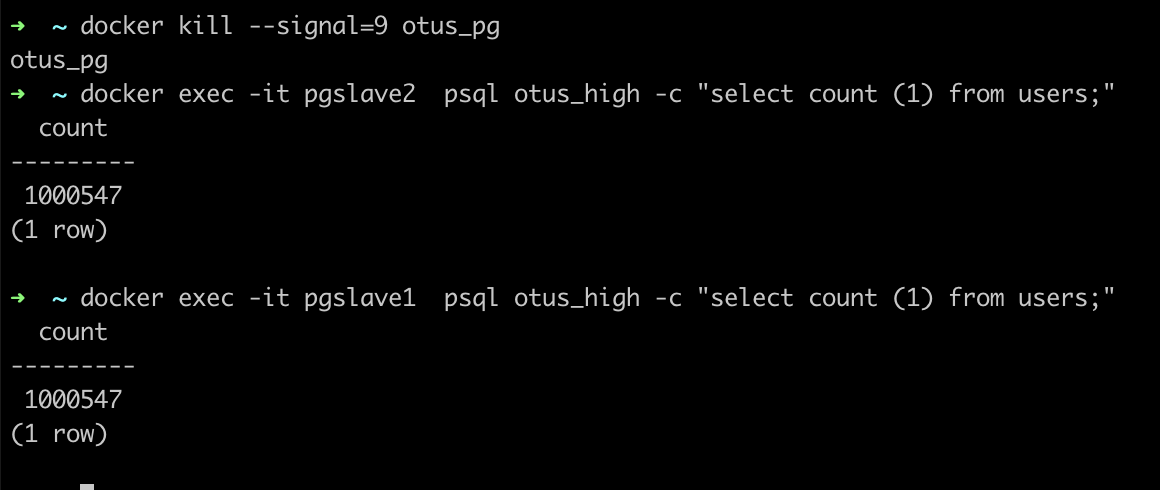 ➜  ~ docker kill --signal=9 otus_pg
otus_pg
➜  ~ docker exec -it pgslave2  psql otus_high -c "select count (1) from users;"
  count
---------
 1000547
(1 row)

➜  ~ docker exec -it pgslave1  psql otus_high -c "select count (1) from users;"
  count
---------
 1000547
(1 row)